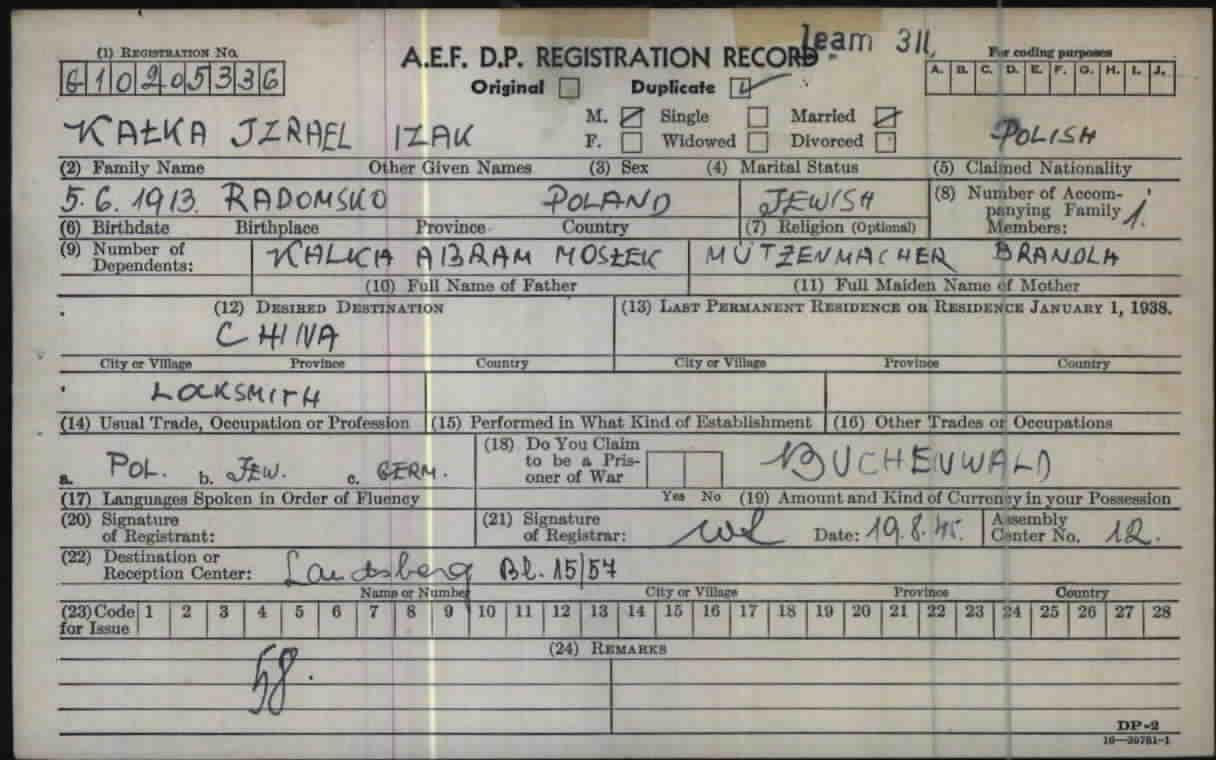 (1) REGISTRATION NO.
G10205336
A.E.F. D.P. REGISTRATION RECORD
Team 311
For coding purposes
A. B. C. D. E. F. G. H. I. J.
Original Duplicate
M. Single Married
F. Widowed Divorced
KAŁKA IZRAEL IZAK POLISH
(2) Family Name Other Given Names (3) Sex (4) Marital Status (5) Claimed Nationality
5.6.1913. RADOMSKO POLAND JEWISH
(8) Number of Accompanying Family Members: 1.
(6) Birthdate Birthplace Province Country (7) Religion (Optional)
(9) Number of Dependents:
KAŁKA ABRAM MOSZEK MÜTZENMACHER BRANDLA
(10) Full Name of Father (11) Full Maiden Name of Mother
(12) DESIRED DESTINATION (13) LAST PERMANENT RESIDENCE OR RESIDENCE JANUARY 1, 1938.
CHINA
City or Village Province Country City or Village Province Country
LOCKSMITH
(14) Usual Trade, Occupation or Profession (15) Performed in What Kind of Establishment (16) Other Trades or Occupations
a. POL. b. JEW. c. GERM.
(18) Do You Claim to be a Prisoner of War
BUCHENWALD
(17) Languages Spoken in Order of Fluency Yes No (19) Amount and Kind of Currency in your Possession
(20) Signature of Registrant:
(21) Signature of Registrar: Date: 19.8.45. Assembly Center No. 12.
(22) Destination or Reception Center: Landsberg Bl. 15/57
Name or Number City or Village Province Country
(23) Code for Issue 1 2 3 4 5 6 7 8 9 10 11 12 13 14 15 16 17 18 19 20 21 22 23 24 25 26 27 28
(24) REMARKS
58.
DP-2
16—39781-1